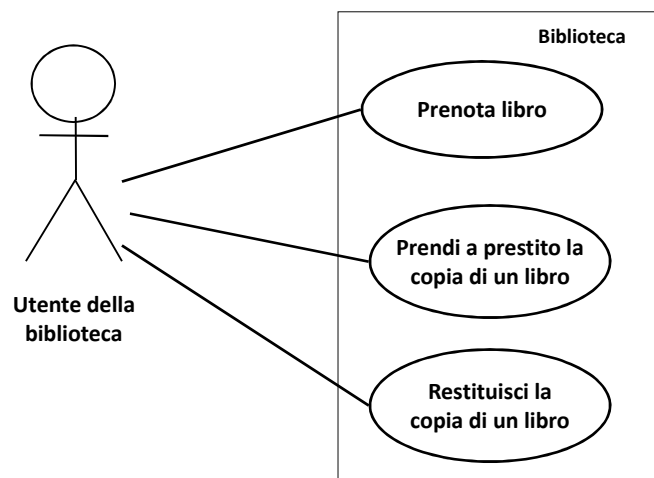 Biblioteca
Prenota libro
Prendi a prestito la
copia di un libro
Utente della
biblioteca
Restituisci la
copia di un libro